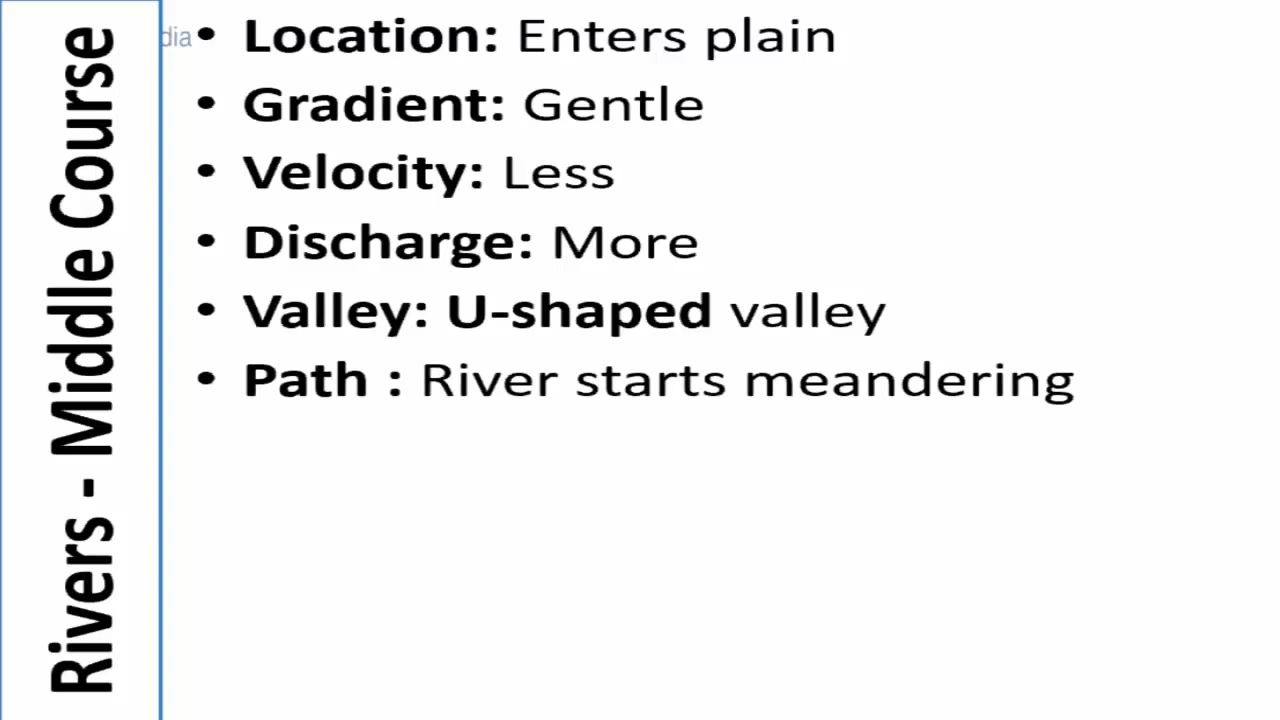 Rivers - Middle Course
dia
• Location: Enters plain
• Gradient: Gentle
• Velocity: Less
• Discharge: More
• Valley: U-shaped valley
• Path : River starts meandering